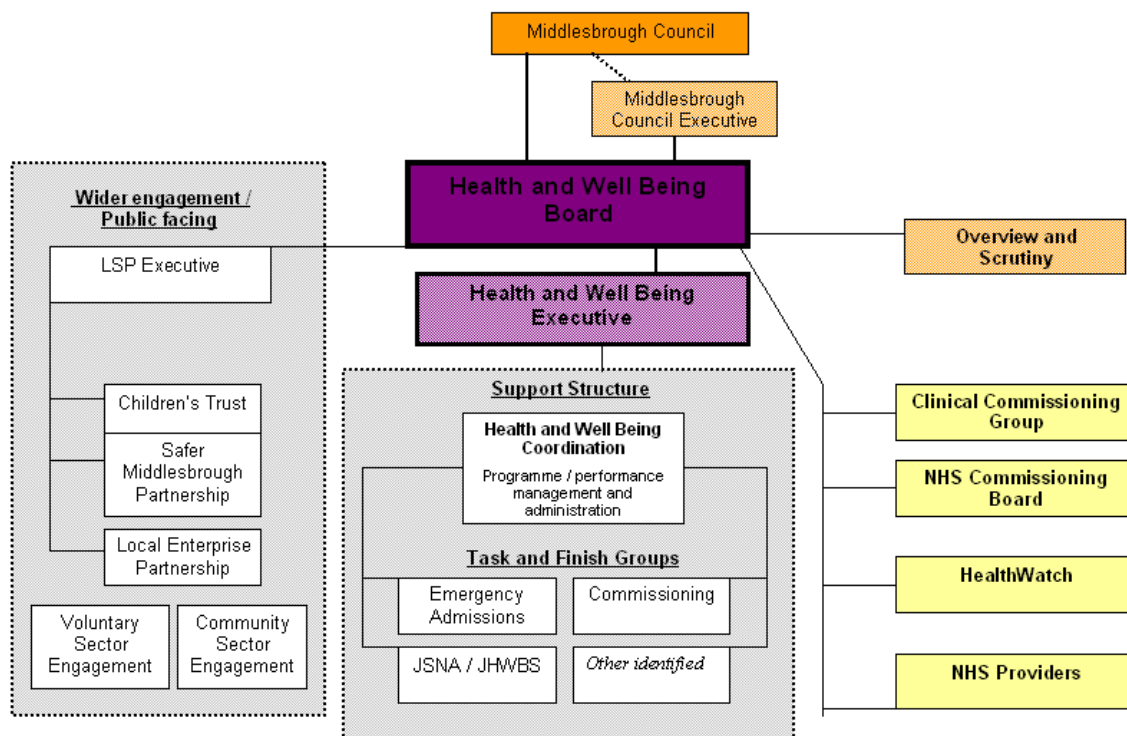 Middlesbrough Council
Middlesbrough
Council Executive
Health and Well Being
Board
Wider engagement /
Public facing
LSP Executive
Overview and
Scrutiny
Health and Well Being
Executive
Children's Trust
Safer
Middlesbrough
Partnership
Local Enterprise
Partnership
Voluntary
Sector
Engagement
Community
Sector
Engagement
Support Structure
Health and Well Being
Coordination
Programme / performance
management and
administration
Task and Finish Groups
Emergency
Admissions
Commissioning
JSNA / JHWBS
Other identified
Clinical Commissioning
Group
NHS Commissioning
Board
HealthWatch
NHS Providers